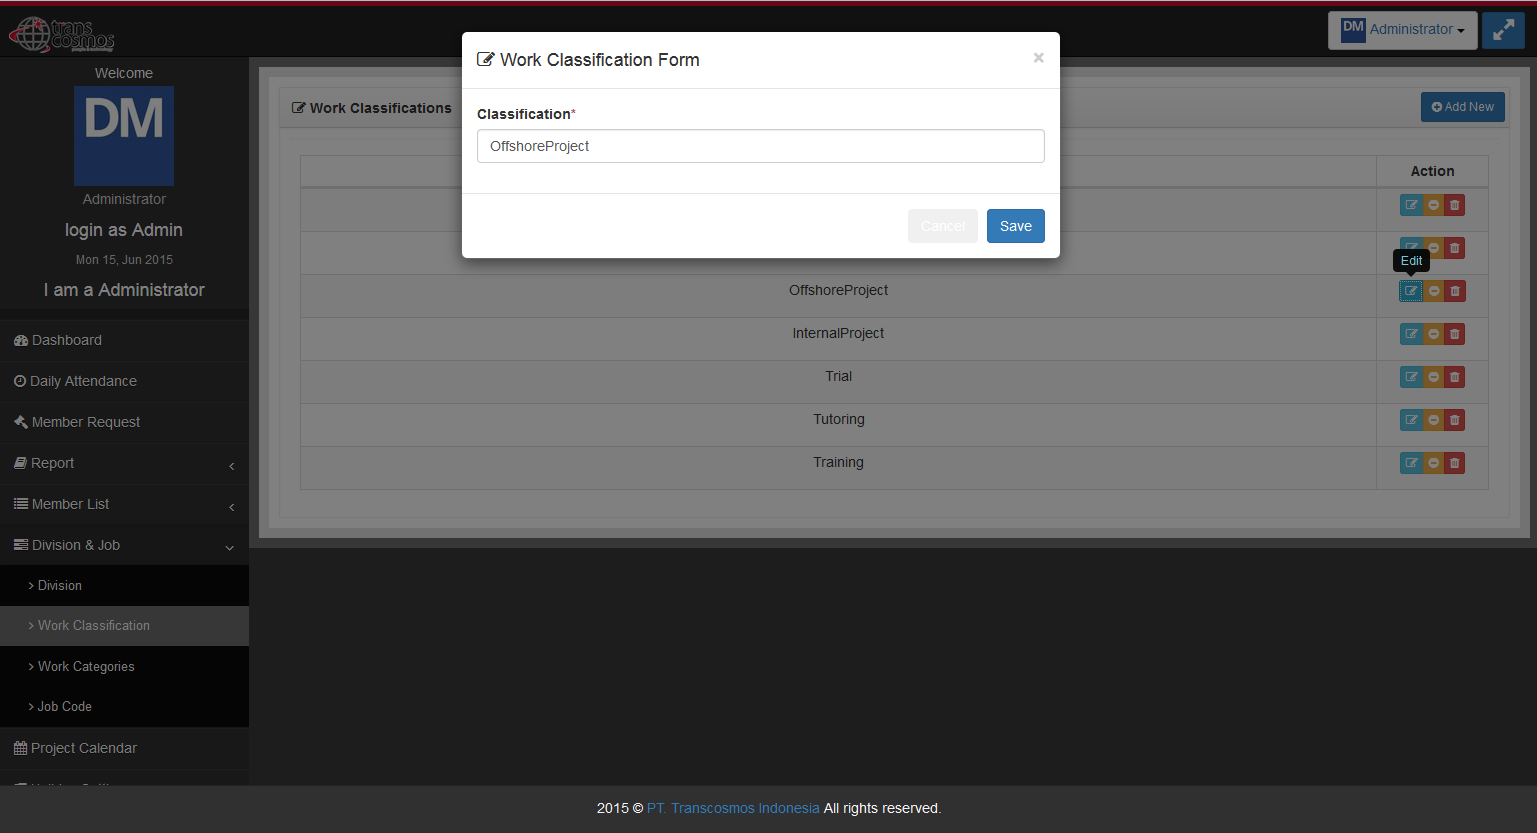 trans
cosmos
DM Administrator
Welcome
DM
Administrator
login as Admin
Mon 15, Jun 2015
I am a Administrator
Dashboard
Daily Attendance
Member Request
Report
Member List
Division & Job
Division
Work Classification
Work Categories
Job Code
Project Calendar
Work Classification Form ×
Classification*
OffshoreProject
Cancel Save
Work Classifications
Add New
Action
Edit
OffshoreProject
InternalProject
Trial
Tutoring
Training
2015 © PT. Transcosmos Indonesia All rights reserved.